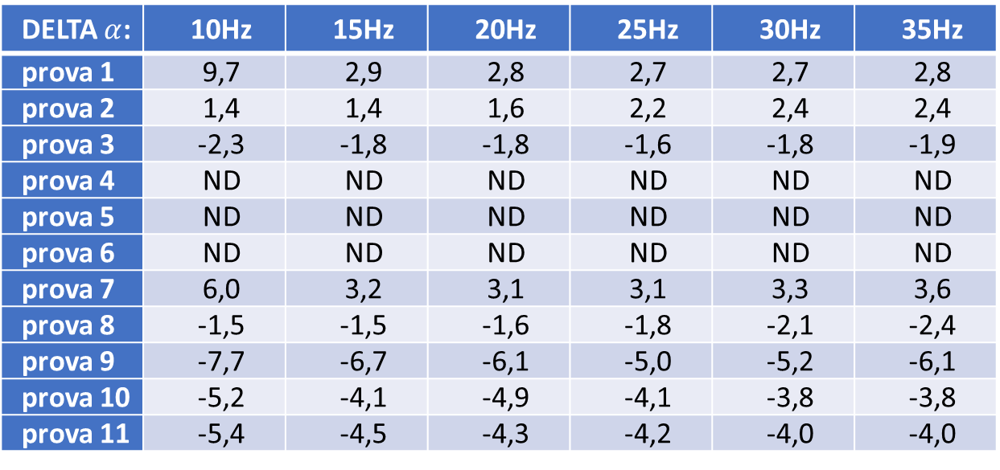 DELTA α: 10Hz 15Hz 20Hz 25Hz 30Hz 35Hz
prova 1 9,7 2,9 2,8 2,7 2,7 2,8
prova 2 1,4 1,4 1,6 2,2 2,4 2,4
prova 3 -2,3 -1,8 -1,8 -1,6 -1,8 -1,9
prova 4 ND ND ND ND ND ND
prova 5 ND ND ND ND ND ND
prova 6 ND ND ND ND ND ND
prova 7 6,0 3,2 3,1 3,1 3,3 3,6
prova 8 -1,5 -1,5 -1,6 -1,8 -2,1 -2,4
prova 9 -7,7 -6,7 -6,1 -5,0 -5,2 -6,1
prova 10 -5,2 -4,1 -4,9 -4,1 -3,8 -3,8
prova 11 -5,4 -4,5 -4,3 -4,2 -4,0 -4,0